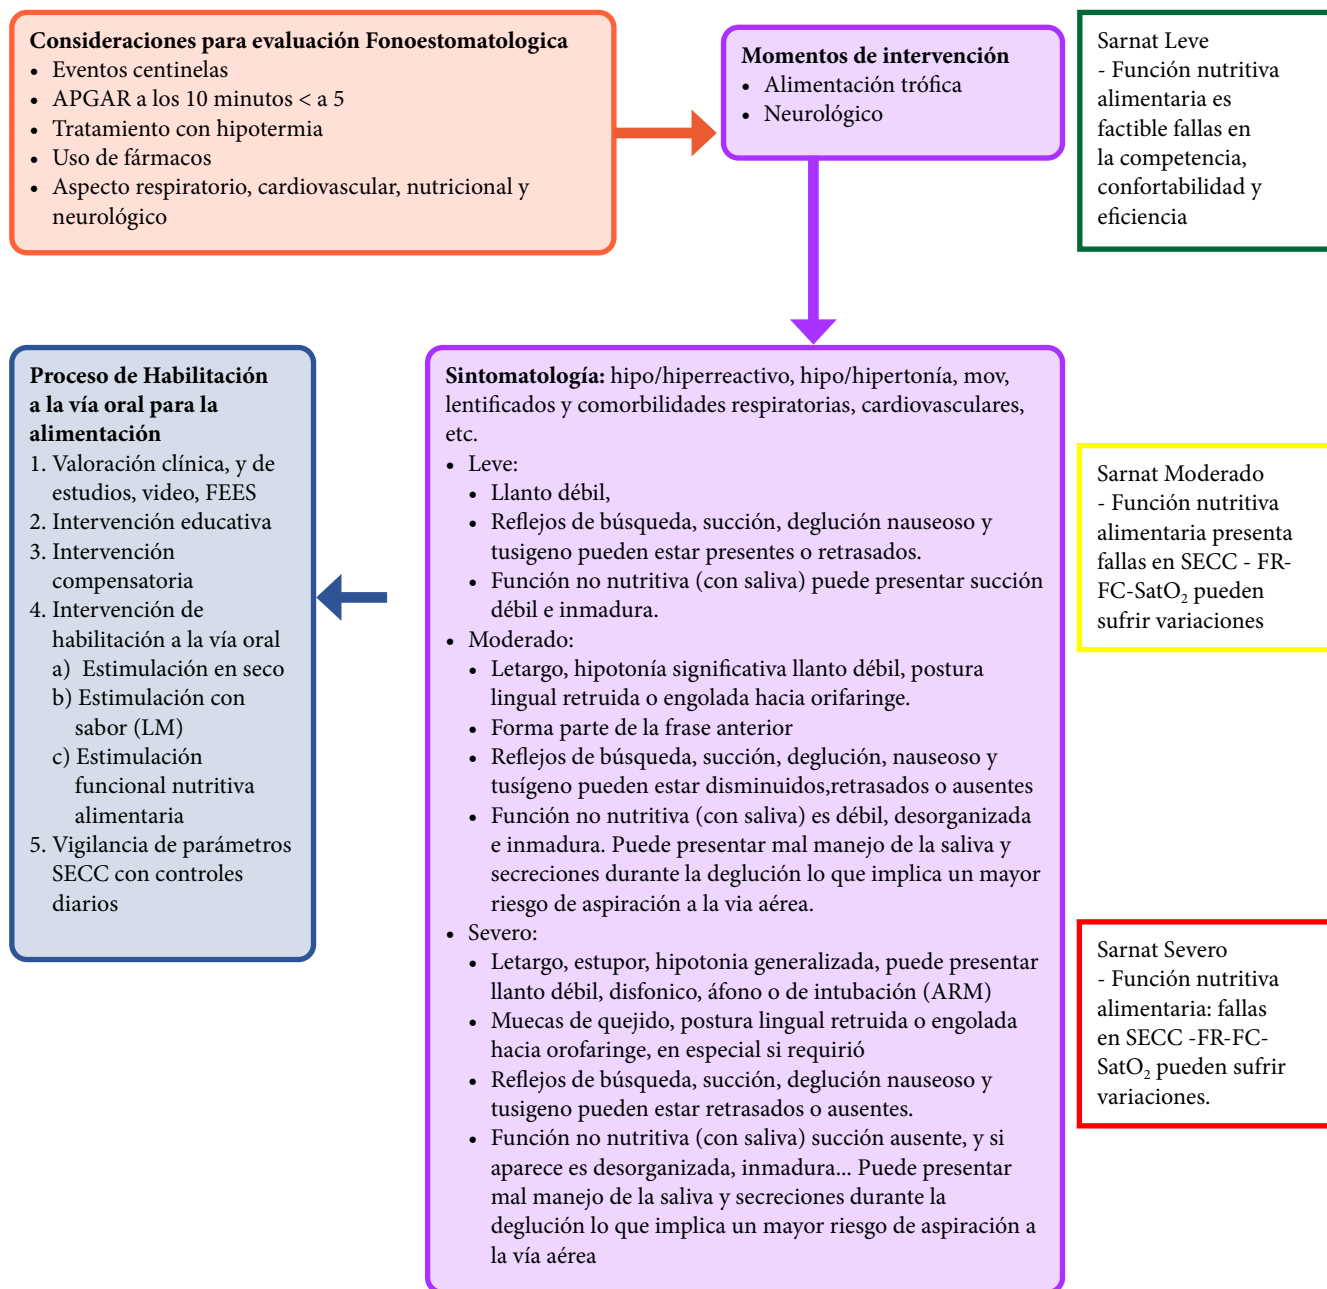 Consideraciones para evaluación Fonoestomatologica
• Eventos centinelas
• APGAR a los 10 minutos < a 5
• Tratamiento con hipotermia
• Uso de fármacos
• Aspecto respiratorio, cardiovascular, nutricional y
neurológico
Momentos de intervención
• Alimentación trófica
• Neurológico
Sarnat Leve
- Función nutritiva
alimentaria es
factible fallas en
la competencia,
confortabilidad y
eficiencia
Proceso de Habilitación
a la vía oral para la
alimentación
1. Valoración clínica, y de
estudios, video, FEES
2. Intervención educativa
3. Intervención
compensatoria
4. Intervención de
habilitación a la vía oral
a) Estimulación en seco
b) Estimulación con
sabor (LM)
c) Estimulación
funcional nutritiva
alimentaria
5. Vigilancia de parámetros
SECC con controles
diarios
Sintomatología: hipo/hiperreactivo, hipo/hipertonía, mov,
lentificados y comorbilidades respiratorias, cardiovasculares,
etc.
• Leve:
• Llanto débil,
• Reflejos de búsqueda, succión, deglución nauseoso y
tusigeno pueden estar presentes o retrasados.
• Función no nutritiva (con saliva) puede presentar succión
débil e inmadura.
• Moderado:
• Letargo, hipotonía significativa llanto débil, postura
lingual retruida o engolada hacia orifaringe.
• Forma parte de la frase anterior
• Reflejos de búsqueda, succión, deglución, nauseoso y
tusígeno pueden estar disminuidos,retrasados o ausentes
• Función no nutritiva (con saliva) es débil, desorganizada
e inmadura. Puede presentar mal manejo de la saliva y
secreciones durante la deglución lo que implica un mayor
riesgo de aspiración a la via aérea.
• Severo:
• Letargo, estupor, hipotonia generalizada, puede presentar
llanto débil, disfonico, áfono o de intubación (ARM)
• Muecas de quejido, postura lingual retruida o engolada
hacia orofaringe, en especial si requirió
• Reflejos de búsqueda, succión, deglución nauseoso y
tusigeno pueden estar retrasados o ausentes.
• Función no nutritiva (con saliva) succión ausente, y si
aparece es desorganizada, inmadura... Puede presentar
mal manejo de la saliva y secreciones durante la
deglución lo que implica un mayor riesgo de aspiración a
la vía aérea
Sarnat Moderado
- Función nutritiva
alimentaria presenta
fallas en SECC - FR-
FC-SatO₂ pueden
sufrir variaciones
Sarnat Severo
- Función nutritiva
alimentaria: fallas
en SECC -FR-FC-
SatO₂ pueden sufrir
variaciones.